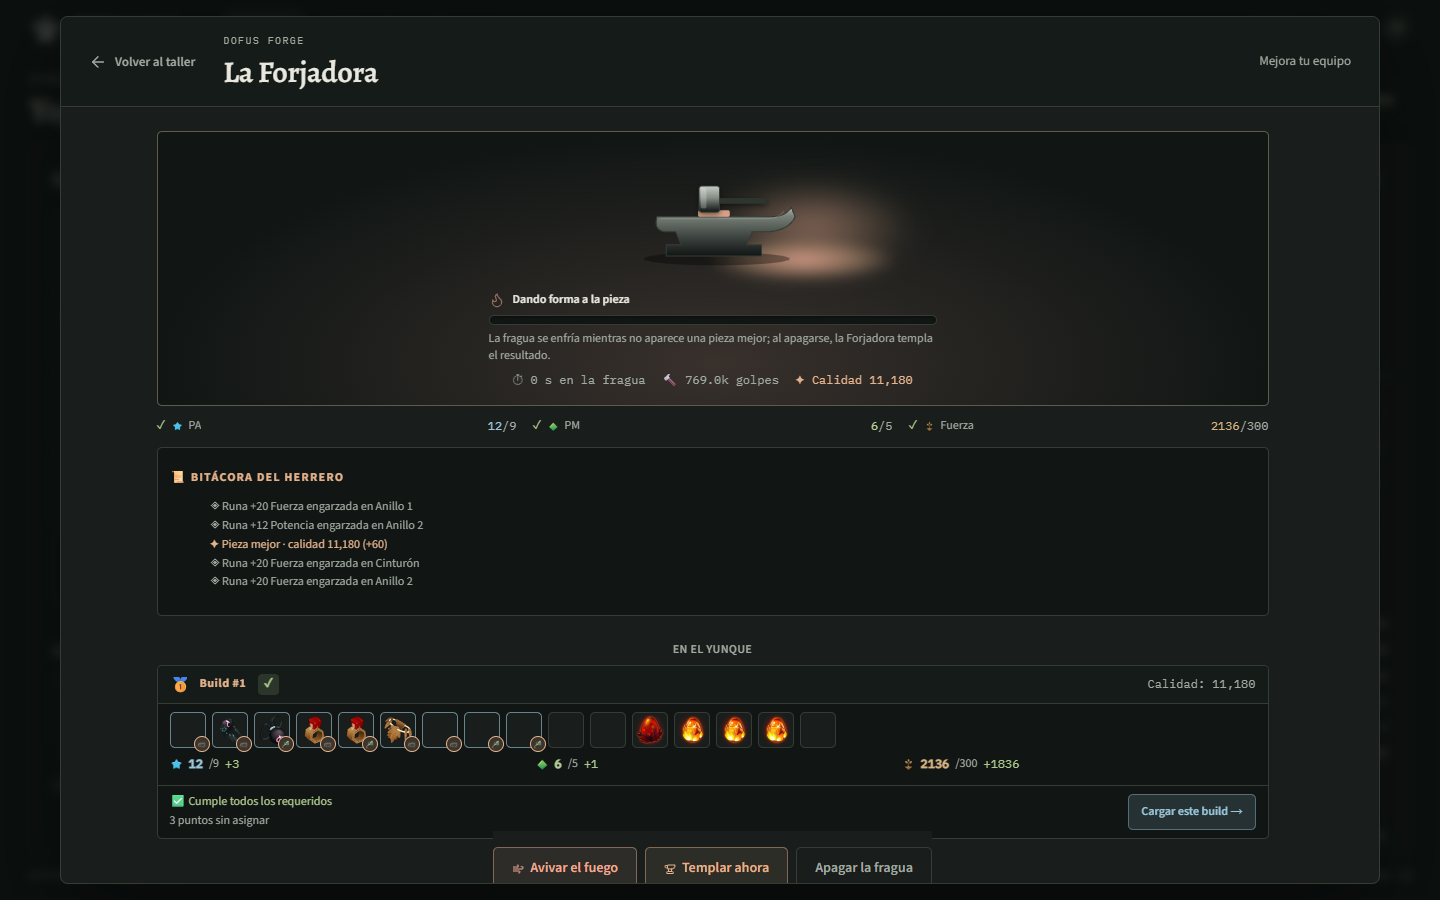 DOFUS FORGE
Volver al taller
La Forjadora
Mejora tu equipo
Dando forma a la pieza
La fragua se enfría mientras no aparece una pieza mejor; al apagarse, la Forjadora templa
el resultado.
0 s en la fragua 769.0k golpes Calidad 11,180
PA 12/9 PM 6/5 Fuerza 2136/300
BITÁCORA DEL HERRERO
Runa +20 Fuerza engarzada en Anillo 1
Runa +12 Potencia engarzada en Anillo 2
Pieza mejor · calidad 11,180 (+60)
Runa +20 Fuerza engarzada en Cinturón
Runa +20 Fuerza engarzada en Anillo 2
EN EL YUNQUE
Build #1 Calidad: 11,180
12 /9 +3 6 /5 +1 2136 /300 +1836
Cumple todos los requeridos
3 puntos sin asignar
Cargar este build →
Avivar el fuego Templar ahora Apagar la fragua